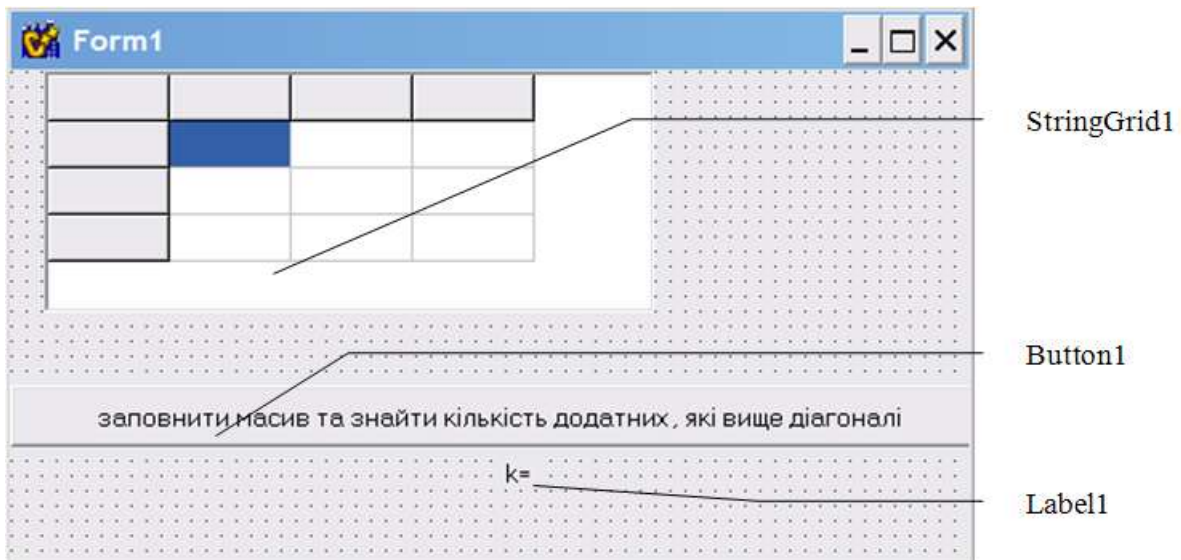 Form1
StringGrid1
Button1
заповнити масив та знайти кількість додатних , які вище діагоналі
k=
Label1